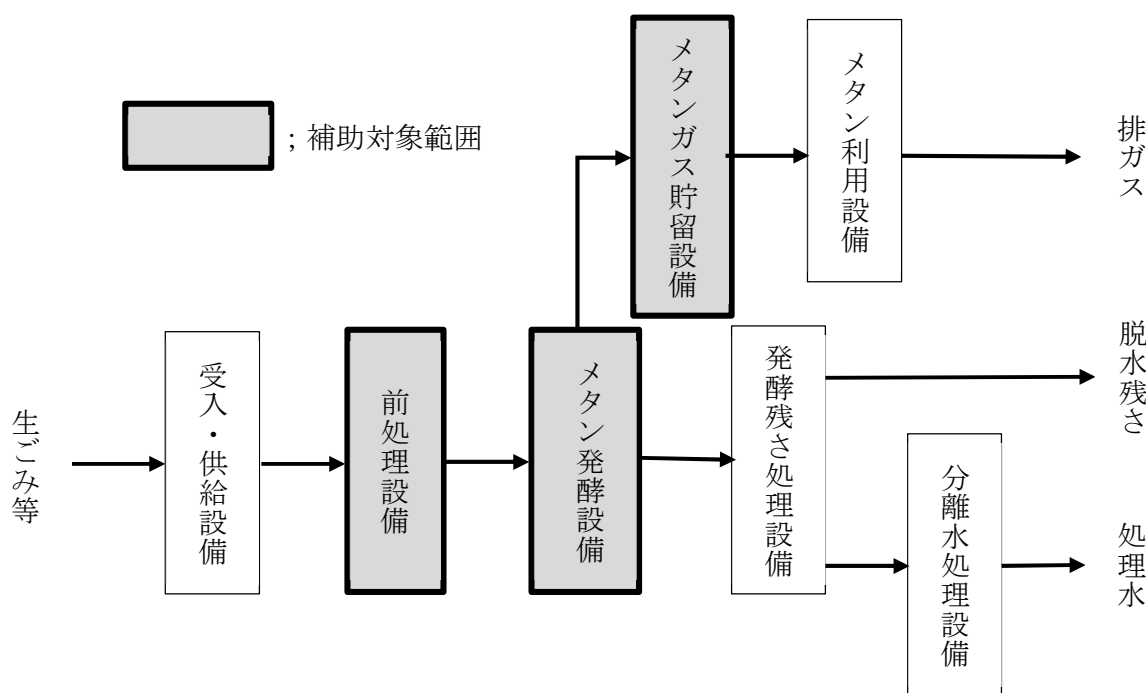 ；補助対象範囲
生ごみ等
受入・供給設備
前処理設備
メタン発酵設備
メタンガス貯留設備
メタン利用設備
排ガス
発酵残さ処理設備
脱水残さ
分離水処理設備
処理水